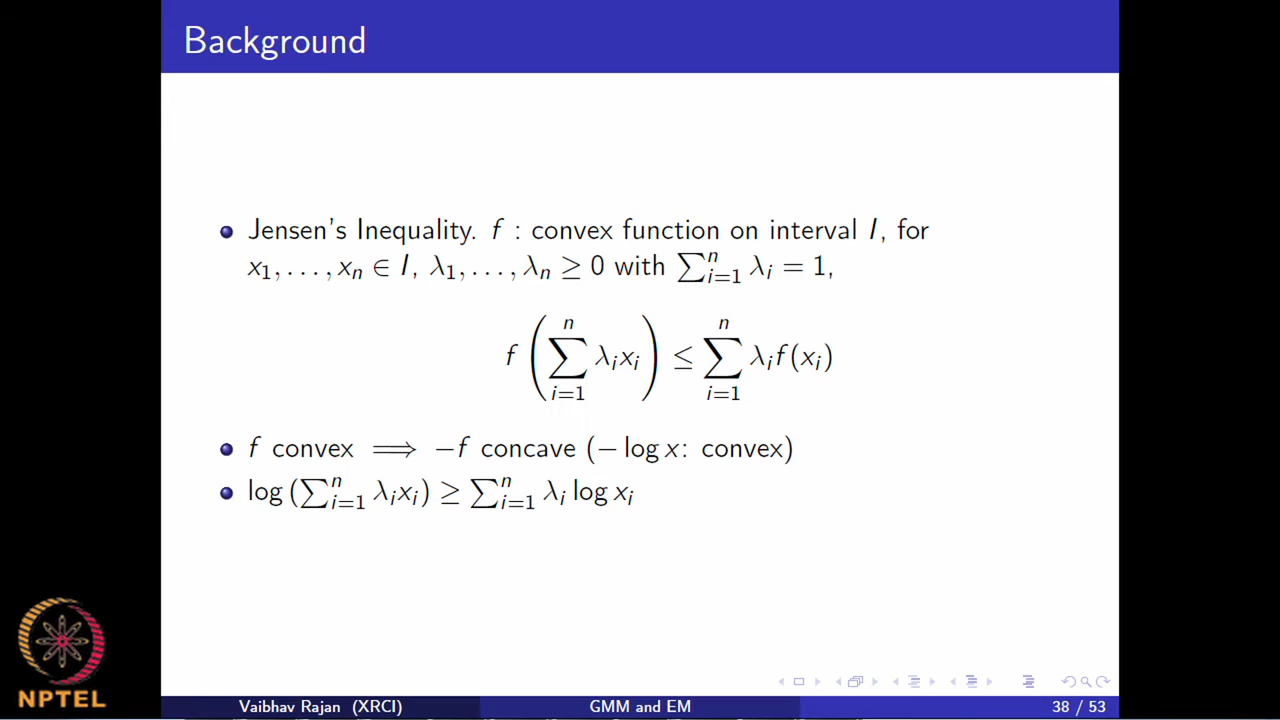 Background
Jensen's Inequality. f : convex function on interval I, for
x₁, . . . , xₙ ∈ I, λ₁, . . . , λₙ ≥ 0 with ∑ⁿᵢ₌₁ λᵢ = 1,
f (∑ⁿᵢ₌₁ λᵢxᵢ) ≤ ∑ⁿᵢ₌₁ λᵢf(xᵢ)
f convex ⟹ −f concave (− log x: convex)
log (∑ⁿᵢ₌₁ λᵢxᵢ) ≥ ∑ⁿᵢ₌₁ λᵢ log xᵢ
NPTEL
Vaibhav Rajan (XRCI) GMM and EM 38 / 53